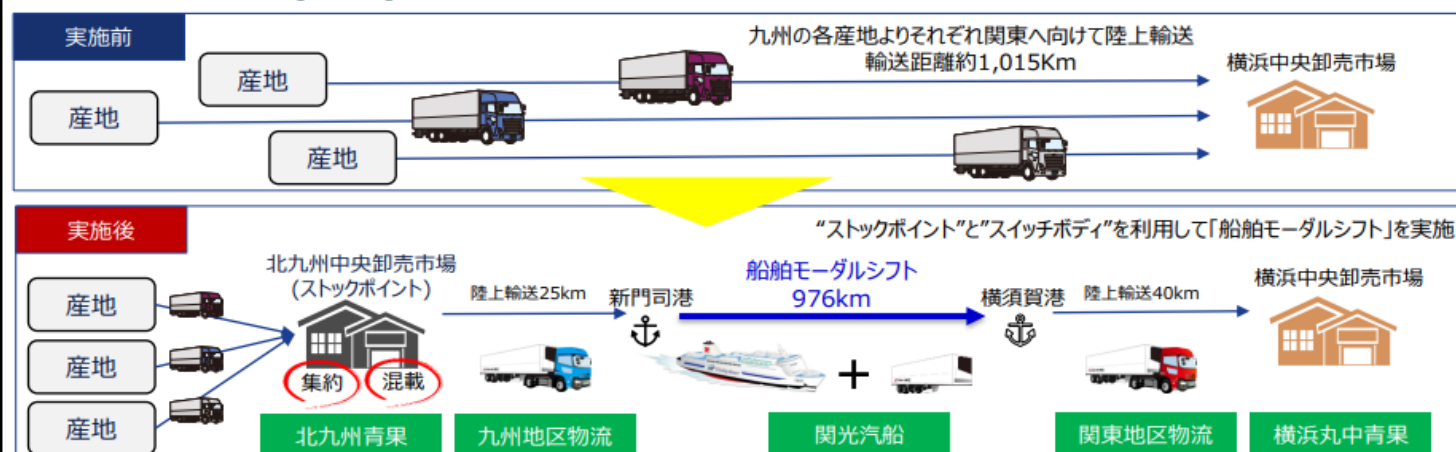 実施前
九州の各産地よりそれぞれ関東へ向けて陸上輸送
輸送距離約1,015Km
横浜中央卸売市場
産地
産地
産地
実施後
“ストックポイント”と”スイッチボディ”を利用して「船舶モーダルシフト」を実施
北九州中央卸売市場
(ストックポイント)
陸上輸送25km
新門司港
船舶モーダルシフト
976km
横須賀港
陸上輸送40km
横浜中央卸売市場
産地
産地
産地
集約
混載
北九州青果
九州地区物流
関光汽船
関東地区物流
横浜丸中青果